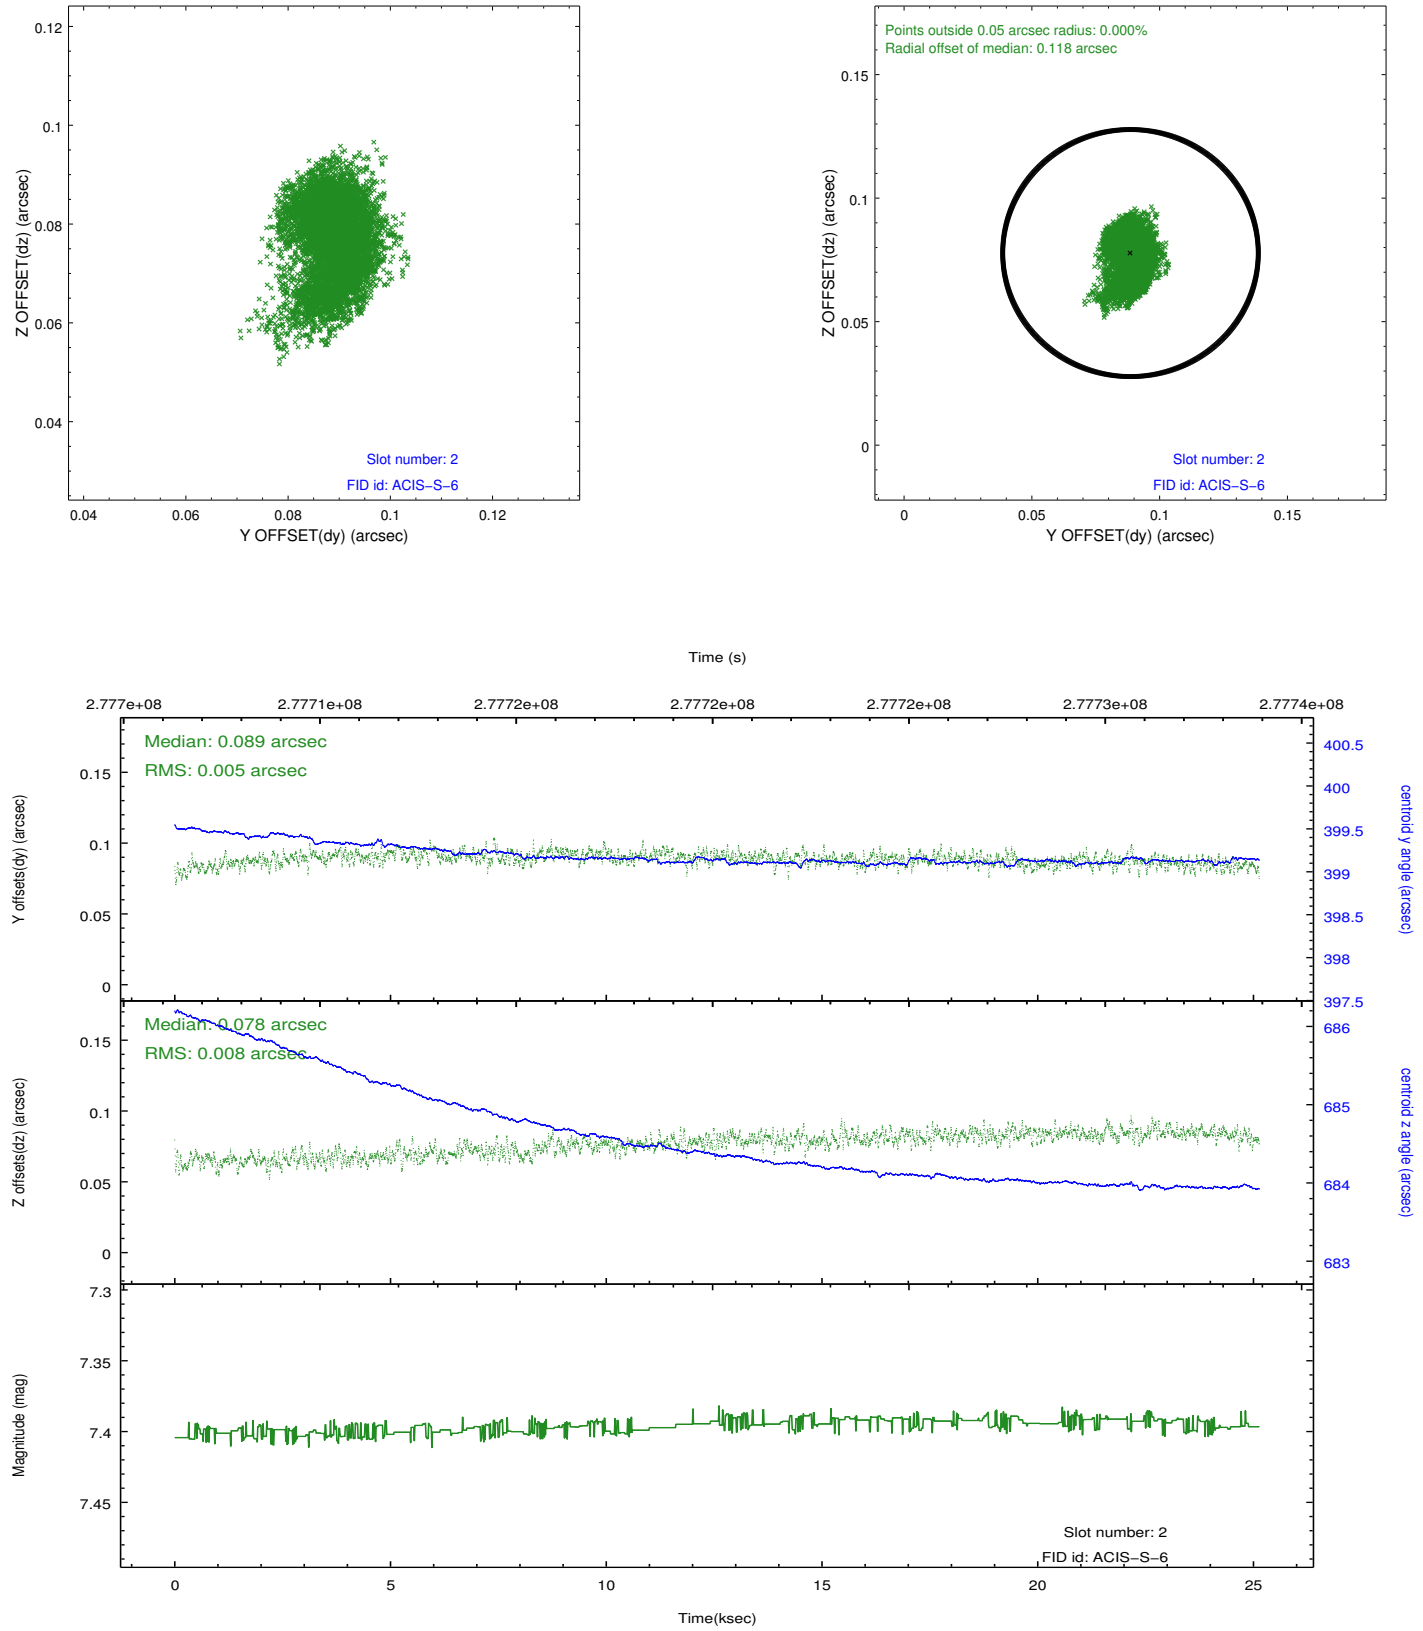 0.12
0.1
0.08
0.06
0.04
Z OFFSET(dz) (arcsec)
Slot number: 2
FID id: ACIS−S−6
0.04 0.06 0.08 0.1 0.12
Y OFFSET(dy) (arcsec)
Points outside 0.05 arcsec radius: 0.000%
Radial offset of median: 0.118 arcsec
0.15
0.1
0.05
0
Z OFFSET(dz) (arcsec)
Slot number: 2
FID id: ACIS−S−6
0 0.05 0.1 0.15
Y OFFSET(dy) (arcsec)
Time (s)
2.777e+08 2.7771e+08 2.7772e+08 2.7772e+08 2.7772e+08 2.7773e+08 2.7774e+08
Median: 0.089 arcsec
RMS: 0.005 arcsec
0.15
0.1
0.05
0
Y offsets(dy) (arcsec)
400.5
400
399.5
399
398.5
398
397.5
centroid y angle (arcsec)
Median: 0.078 arcsec
RMS: 0.008 arcsec
0.15
0.1
0.05
0
Z offsets(dz) (arcsec)
686
685
684
683
centroid z angle (arcsec)
7.3
7.35
7.4
7.45
Magnitude (mag)
Slot number: 2
FID id: ACIS−S−6
0 5 10 15 20 25
Time(ksec)